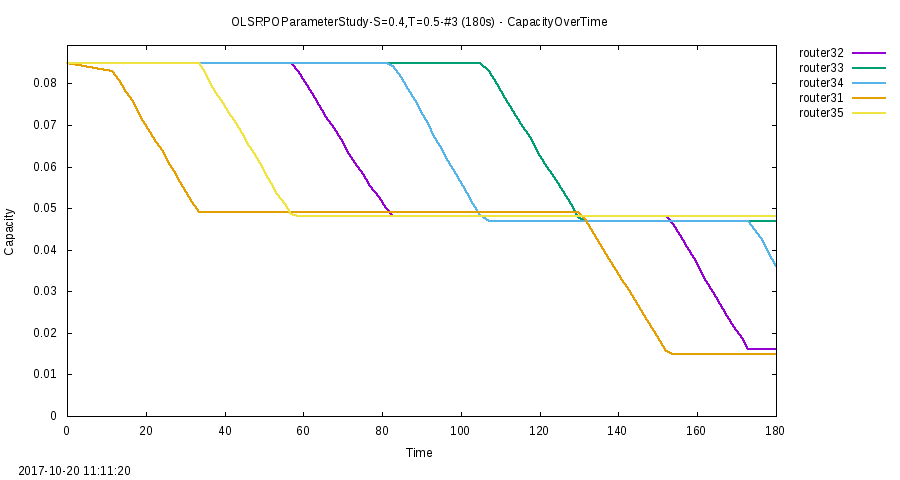 OLSRPOParameterStudy-S=0.4,T=0.5-#3 (180s) - CapacityOverTime
router32
router33
router34
router31
router35
0.08
0.07
0.06
0.05
0.04
0.03
0.02
0.01
0
Capacity
0 20 40 60 80 100 120 140 160 180
Time
2017-10-20 11:11:20